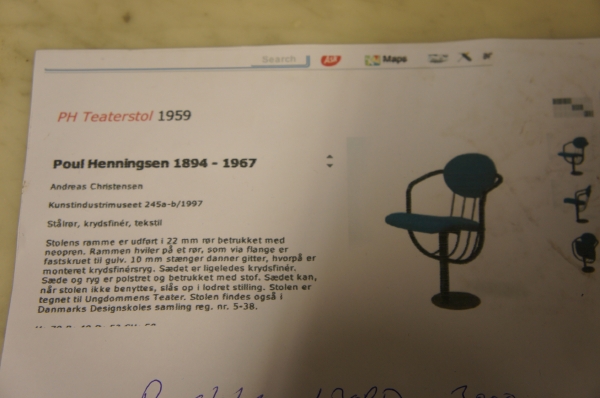 Search
Maps
PH Teaterstol 1959
Poul Henningsen 1894 - 1967
Andreas Christensen
Kunstindustrimuseet 245a-b/1997
Stålrør, krydsfinér, tekstil
Stolens ramme er udført i 22 mm rør betrukket med
neopren. Rammen hviler på et rør, som via flange er
fastskruet til gulv. 10 mm stænger danner gitter, hvorpå er
monteret krydsfinérsryg. Sædet er ligeledes krydsfinér.
Sæde og ryg er polstret og betrukket med stof. Sædet kan,
når stolen ikke benyttes, slås op i lodret stilling. Stolen er
tegnet til Ungdommens Teater. Stolen findes også i
Danmarks Designskoles samling reg. nr. 5-38.